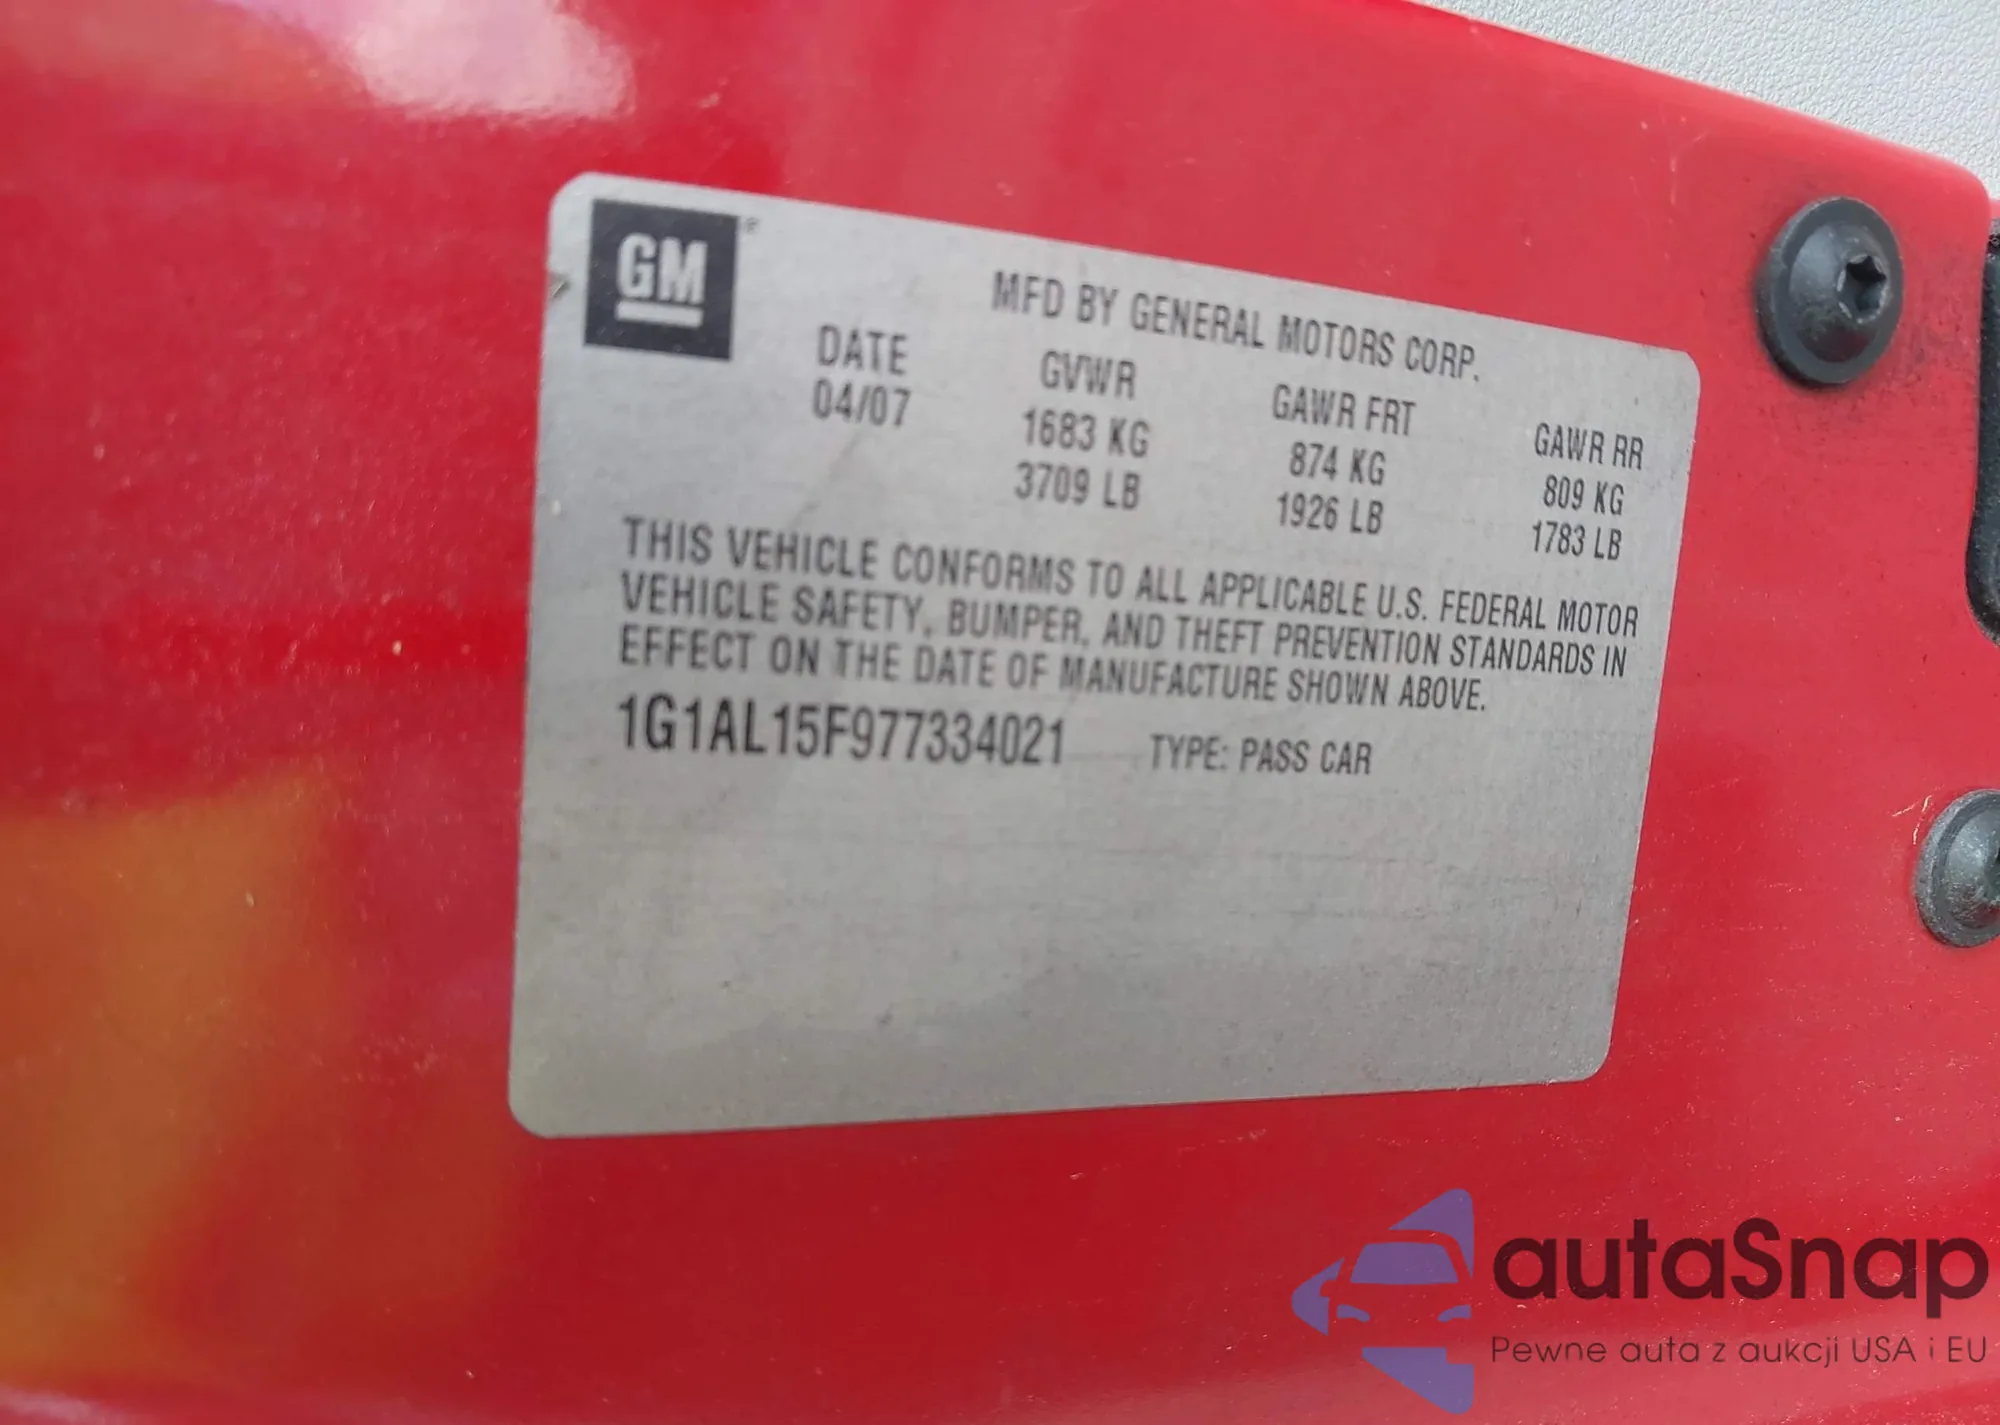 GM®
MFD BY GENERAL MOTORS CORP.
DATE GVWR GAWR FRT GAWR RR
04/07 1683 KG 874 KG 809 KG
3709 LB 1926 LB 1783 LB
THIS VEHICLE CONFORMS TO ALL APPLICABLE U.S. FEDERAL MOTOR
VEHICLE SAFETY, BUMPER, AND THEFT PREVENTION STANDARDS IN
EFFECT ON THE DATE OF MANUFACTURE SHOWN ABOVE.
1G1AL15F977334021 TYPE: PASS CAR
autaSnap
Pewne auta z aukcji USA i EU